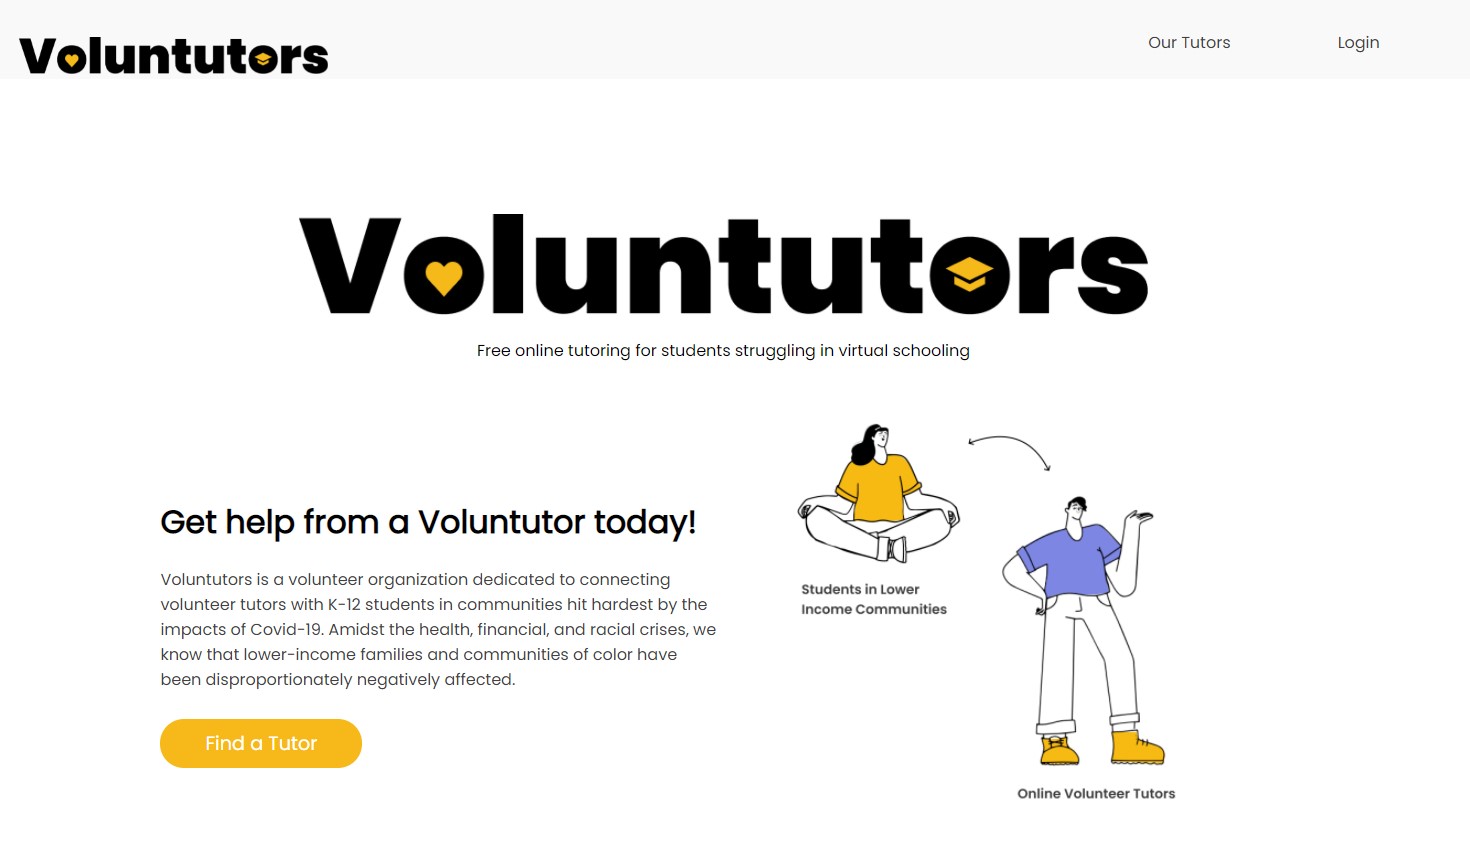 Voluntutors
Our Tutors
Login
Voluntutors
Free online tutoring for students struggling in virtual schooling
Get help from a Voluntutor today!
Voluntutors is a volunteer organization dedicated to connecting
volunteer tutors with K-12 students in communities hit hardest by the
impacts of Covid-19. Amidst the health, financial, and racial crises, we
know that lower-income families and communities of color have
been disproportionately negatively affected.
Find a Tutor
Students in Lower
Income Communities
Online Volunteer Tutors